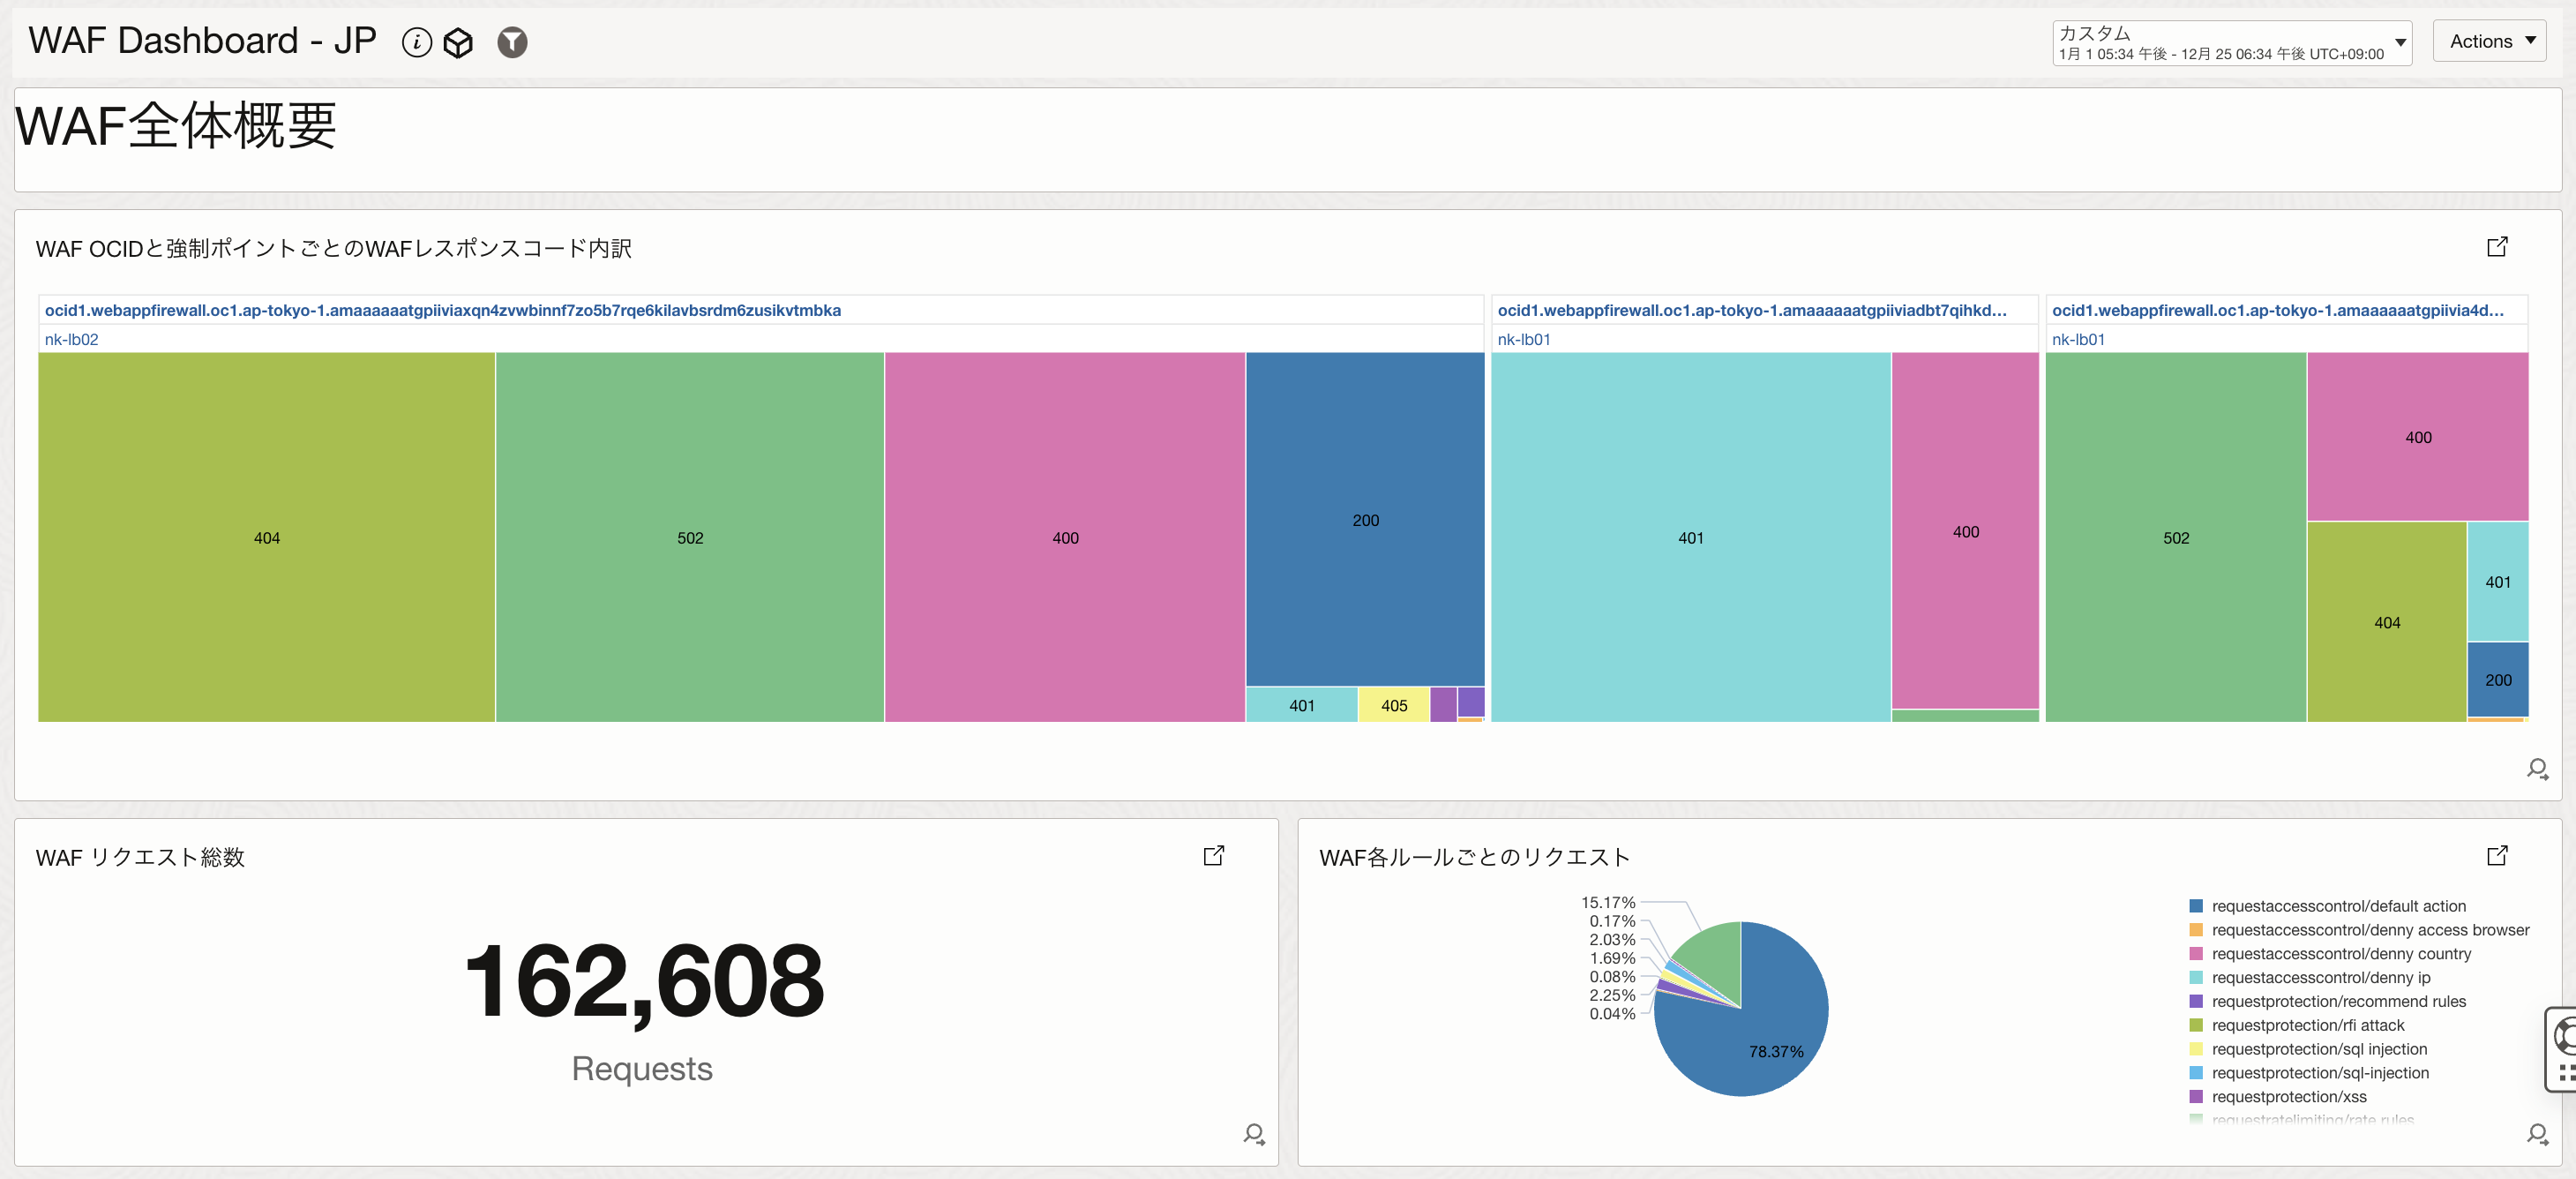 WAF Dashboard - JP
カスタム
1月 1 05:34 午後 - 12月 25 06:34 午後 UTC+09:00
Actions
WAF全体概要
WAF OCIDと強制ポイントごとのWAFレスポンスコード内訳
ocid1.webappfirewall.oc1.ap-tokyo-1.amaaaaaatgpiiviaxqn4zvwbinnf7zo5b7rqe6kilavbsrdm6zusikvtmbka
nk-lb02
404
502
400
200
401
405
ocid1.webappfirewall.oc1.ap-tokyo-1.amaaaaaatgpiiviadbt7qihkd...
nk-lb01
401
400
ocid1.webappfirewall.oc1.ap-tokyo-1.amaaaaaatgpiivia4d...
nk-lb01
502
400
404
401
200
WAF リクエスト総数
162,608
Requests
WAF各ルールごとのリクエスト
15.17%
0.17%
2.03%
1.69%
0.08%
2.25%
0.04%
78.37%
requestaccesscontrol/default action
requestaccesscontrol/denny access browser
requestaccesscontrol/denny country
requestaccesscontrol/denny ip
requestprotection/recommend rules
requestprotection/rfi attack
requestprotection/sql injection
requestprotection/sql-injection
requestprotection/xss
requestratelimiting/rate rules